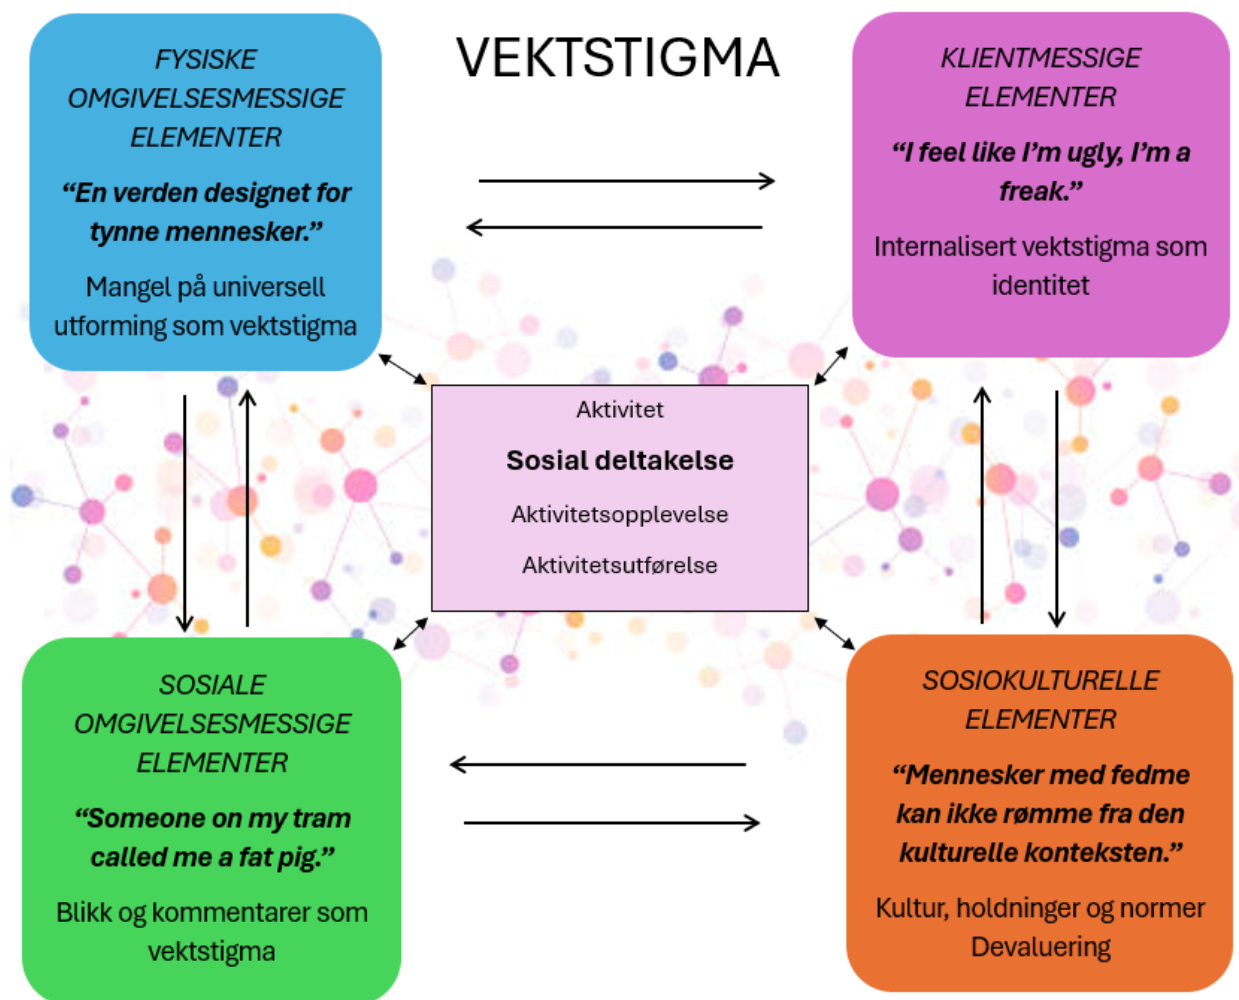 VEKTSTIGMA
FYSISKE
OMGIVELSESMESSIGE
ELEMENTER
“En verden designet for
tynne mennesker.”
Mangel på universell
utforming som vektstigma
KLIENTMESSIGE
ELEMENTER
“I feel like I’m ugly, I’m a
freak.”
Internalisert vektstigma som
identitet
Aktivitet
Sosial deltakelse
Aktivitetsopplevelse
Aktivitetsutførelse
SOSIALE
OMGIVELSESMESSIGE
ELEMENTER
“Someone on my tram
called me a fat pig.”
Blikk og kommentarer som
vektstigma
SOSIOKULTURELLE
ELEMENTER
“Mennesker med fedme
kan ikke rømme fra den
kulturelle konteksten.”
Kultur, holdninger og normer
Devaluering